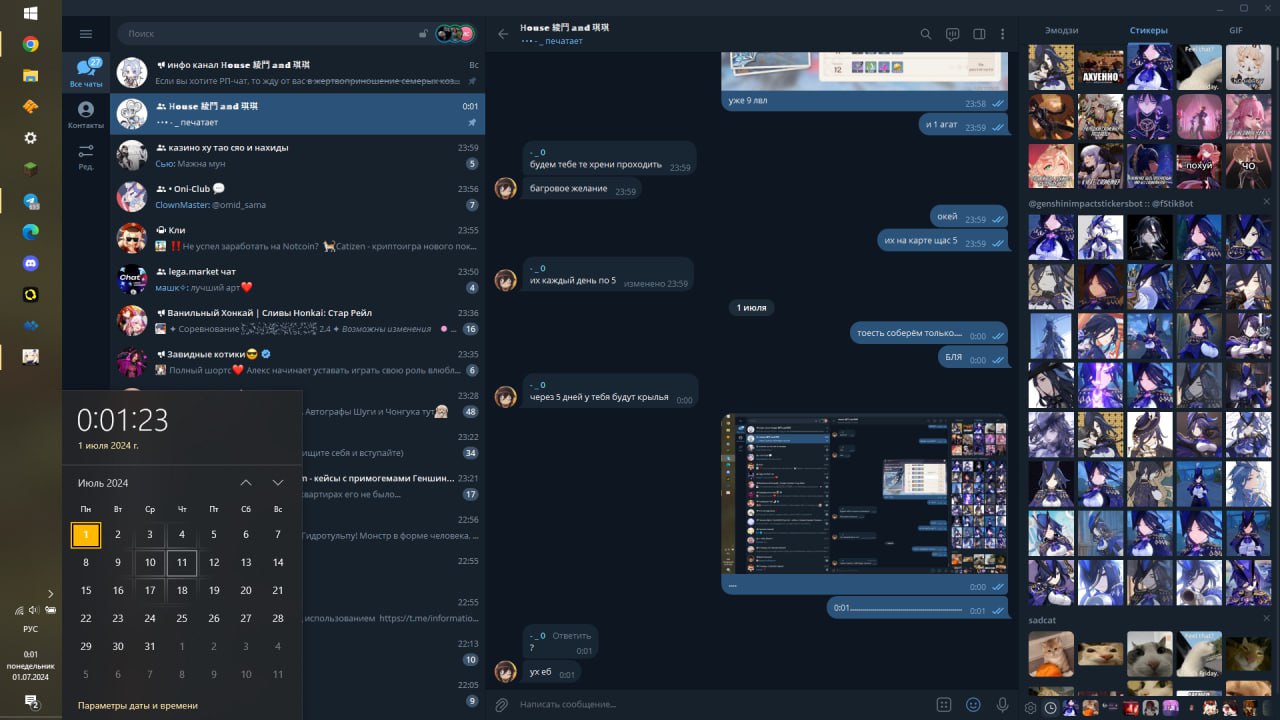 Поиск
27
Все чаты
Контакты
Ред.
инфо канал House 綾門 and 琪琪
Вс
Если вы хотите РП-чат, то жду вас в жертвоприношение семерых коз...
House 綾門 and 琪琪
0:01
•••• - _ печатает
казино ху тао сяо и нахиды
23:59
Сью: Мажна мун
5
• Oni-Club
23:56
ClownMaster: @omid_sama
7
Кли
23:55
Не успел заработать на Notcoin? Catizen - криптоигра нового пок...
lega.market чат
23:50
Chat
машк✧: лучший арт
4
Ванильный Хонкай | Сливы Honkai: Стар Рейл
23:36
✦ Соревнование 2.4 ✦ Возможны изменения
16
Завидные котики
23:35
Полный шортс Алекс начинает уставать играть свою роль влюбл...
6
23:28
Автографы Шуги и Чонгука тут
48
23:22
ищите себя и вступайте)
34
m - кейсы с примогемами Геншин...
23:21
квартирах его не было...
17
22:56
Гидротульпу! Монстр в форме человека, ...
22:55
22:55
использованием https://t.me/informatio...
22:13
10
22:05
9
0:01:23
1 июля 2024 г.
Июль 2024
Пн Вт Ср Чт Пт Сб Вс
1 2 3 4 5 6 7
8 9 10 11 12 13 14
15 16 17 18 19 20 21
22 23 24 25 26 27 28
29 30 31 1 2 3 4
5 6 7 8 9 10 11
Параметры даты и времени
РУС
0:01
понедельник
01.07.2024
House 綾門 and 琪琪
•••• - _ печатает
уже 9 лвл
23:58
и 1 агат
23:59
- _ 0
будем тебе те хрени проходить
23:59
багровое желание
23:59
окей
23:59
их на карте щас 5
23:59
- _ 0
их каждый день по 5
изменено 23:59
1 июля
тоесть соберём только....
0:00
БЛЯ
0:00
- _ 0
через 5 дней у тебя будут крылья
0:00
....
0:00
0:01
0:01
- _ 0 Ответить
?
0:01
ух еб
0:01
Написать сообщение...
Эмодзи
Стикеры
GIF
АХУЕННО
Feel that?
похуй
ЧО
@genshinimpactstickersbot :: @fStikBot
sadcat
Feel that?
friday.